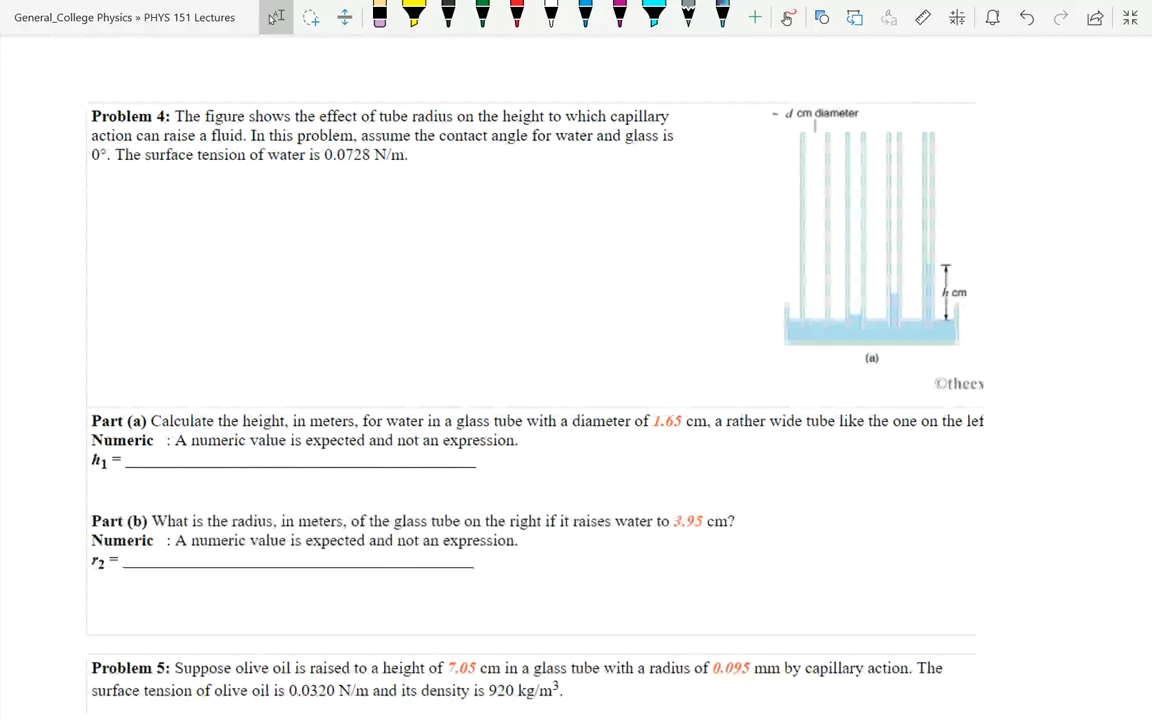 General_College Physics » PHYS 151 Lectures
Problem 4: The figure shows the effect of tube radius on the height to which capillary
action can raise a fluid. In this problem, assume the contact angle for water and glass is
0°. The surface tension of water is 0.0728 N/m.
d cm diameter
h cm
(a)
©theex
Part (a) Calculate the height, in meters, for water in a glass tube with a diameter of 1.65 cm, a rather wide tube like the one on the lef
Numeric : A numeric value is expected and not an expression.
h₁ =
Part (b) What is the radius, in meters, of the glass tube on the right if it raises water to 3.95 cm?
Numeric : A numeric value is expected and not an expression.
r₂ =
Problem 5: Suppose olive oil is raised to a height of 7.05 cm in a glass tube with a radius of 0.095 mm by capillary action. The
surface tension of olive oil is 0.0320 N/m and its density is 920 kg/m³.